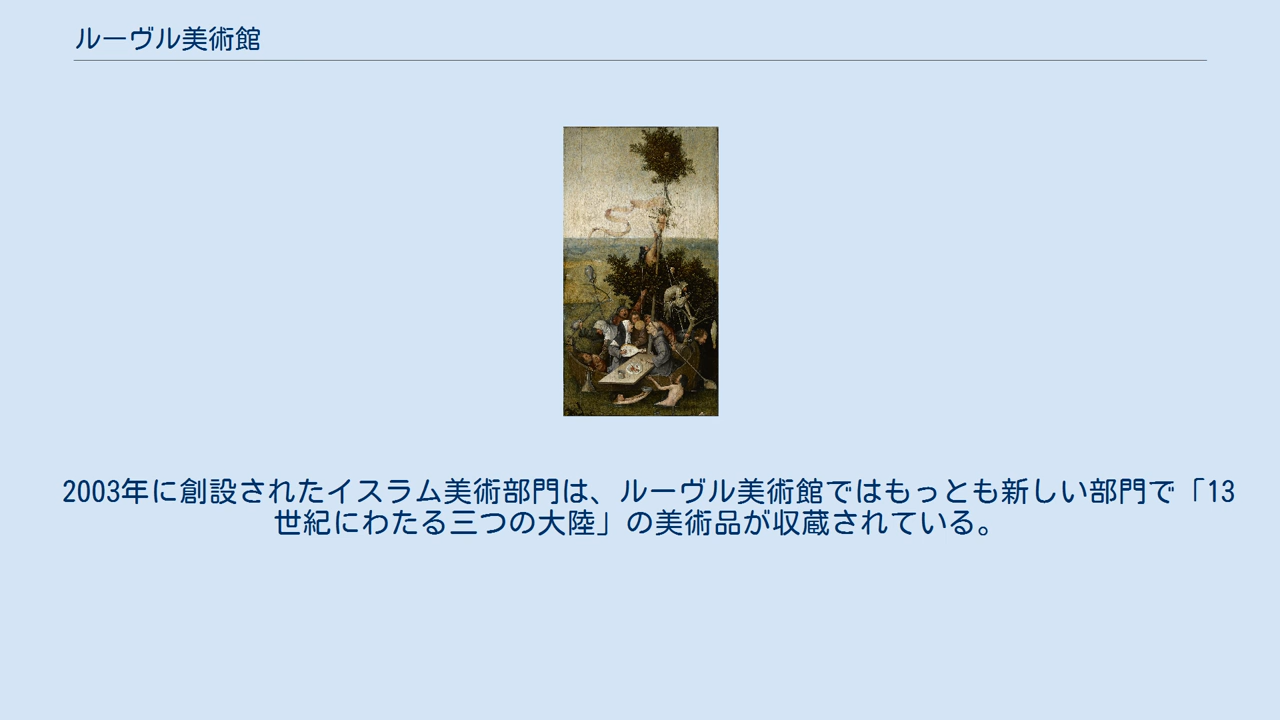 ルーヴル美術館
2003年に創設されたイスラム美術部門は、ルーヴル美術館ではもっとも新しい部門で「13
世紀にわたる三つの大陸」の美術品が収蔵されている。